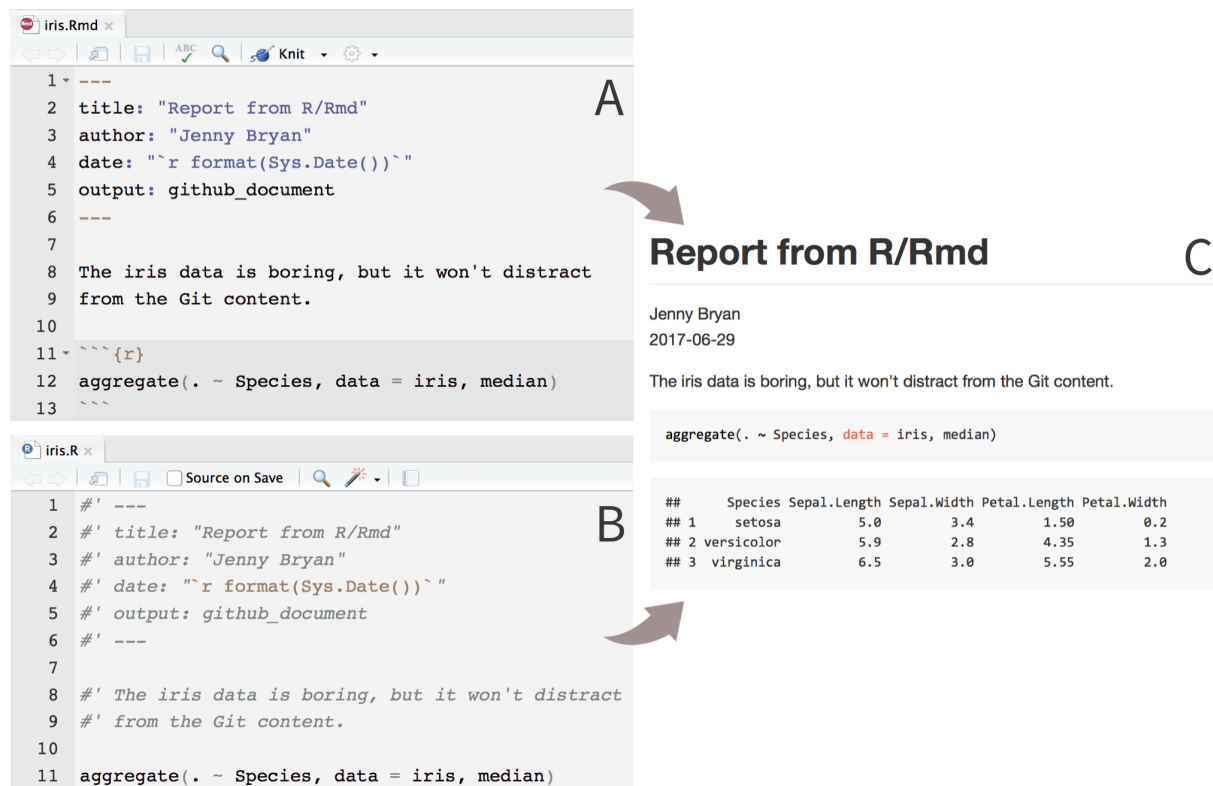 iris.Rmd
ABC
Knit
A
1 ---
2 title: "Report from R/Rmd"
3 author: "Jenny Bryan"
4 date: "`r format(Sys.Date())`"
5 output: github_document
6 ---
7
8 The iris data is boring, but it won't distract
9 from the Git content.
10
11 ```{r}
12 aggregate(. ~ Species, data = iris, median)
13 ```
iris.R
Source on Save
B
1 #' ---
2 #' title: "Report from R/Rmd"
3 #' author: "Jenny Bryan"
4 #' date: "`r format(Sys.Date())`"
5 #' output: github_document
6 #' ---
7
8 #' The iris data is boring, but it won't distract
9 #' from the Git content.
10
11 aggregate(. ~ Species, data = iris, median)
C
Report from R/Rmd
Jenny Bryan
2017-06-29
The iris data is boring, but it won't distract from the Git content.
aggregate(. ~ Species, data = iris, median)
##      Species Sepal.Length Sepal.Width Petal.Length Petal.Width
## 1     setosa          5.0         3.4         1.50         0.2
## 2 versicolor          5.9         2.8         4.35         1.3
## 3  virginica          6.5         3.0         5.55         2.0